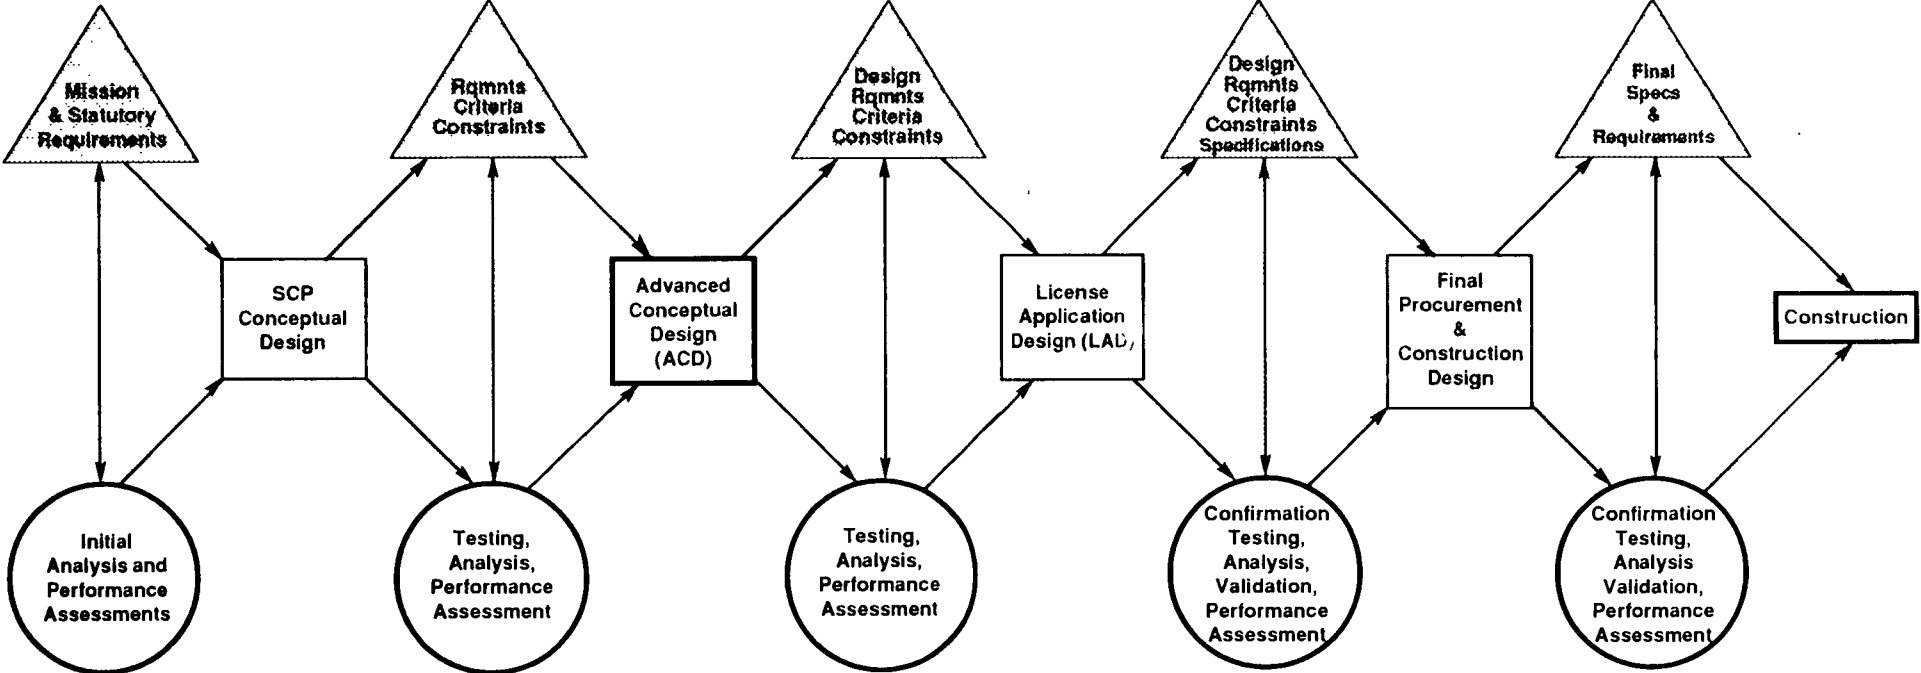 Mission
& Statutory
Requirements
Rqmnts
Criteria
Constraints
Design
Rqmnts
Criteria
Constraints
Design
Rqmnts
Criteria
Constraints
Specifications
Final
Specs
&
Requirements
SCP
Conceptual
Design
Advanced
Conceptual
Design
(ACD)
License
Application
Design (LAD)
Final
Procurement
&
Construction
Design
Construction
Initial
Analysis and
Performance
Assessments
Testing,
Analysis,
Performance
Assessment
Testing,
Analysis,
Performance
Assessment
Confirmation
Testing,
Analysis,
Validation,
Performance
Assessment
Confirmation
Testing,
Analysis
Validation,
Performance
Assessment